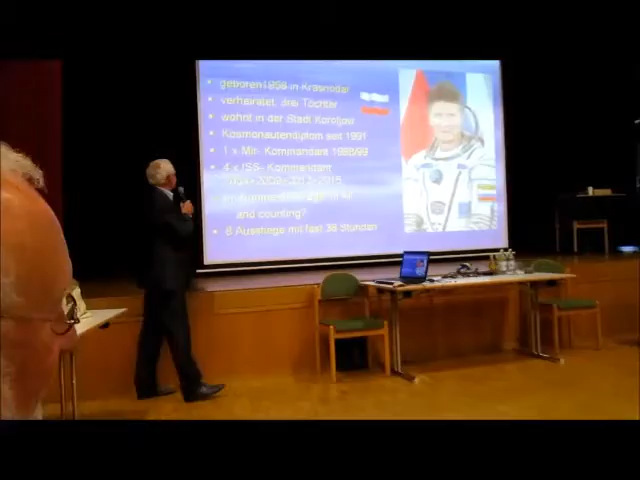 geboren 1958 in Krasnodar
verheiratet, drei Töchter
wohnt in der Stadt Koroljow
Kosmonautendiplom seit 1991
1 x Mir- Kommandant 1998/99
4 x ISS- Kommandant
and counting?
6 Ausstiege mit fast 38 Stunden